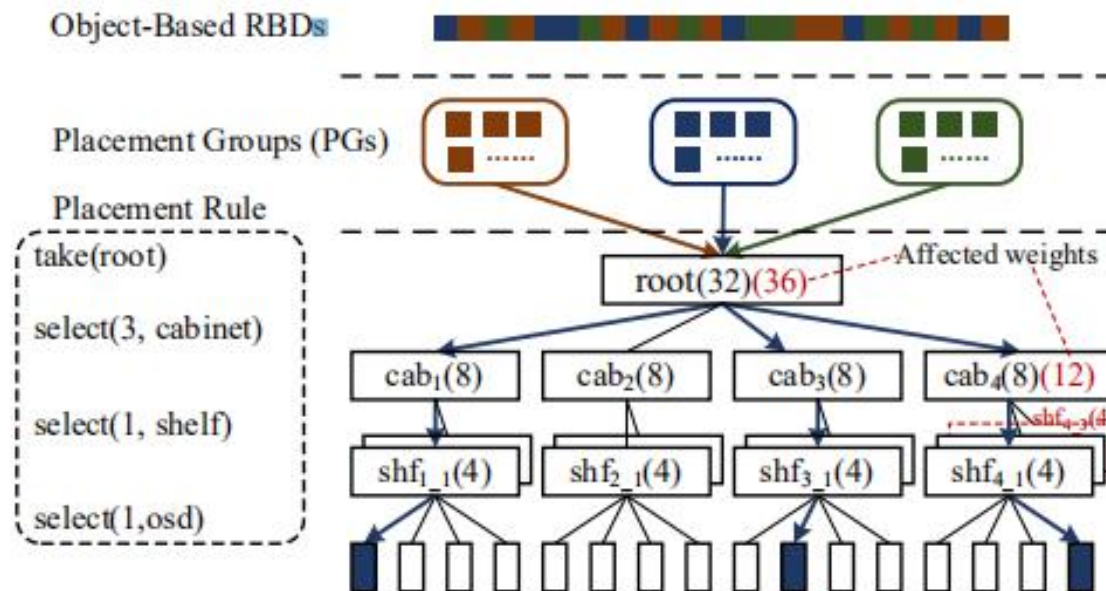 Object-Based RBDs
Placement Groups (PGs)
Placement Rule
take(root)
select(3, cabinet)
select(1, shelf)
select(1,osd)
Affected weights
root(32)(36)
cab₁(8) cab₂(8) cab₃(8) cab₄(8)(12)
shf₄_₃(4
shf₁_₁(4) shf₂_₁(4) shf₃_₁(4) shf₄_₁(4)